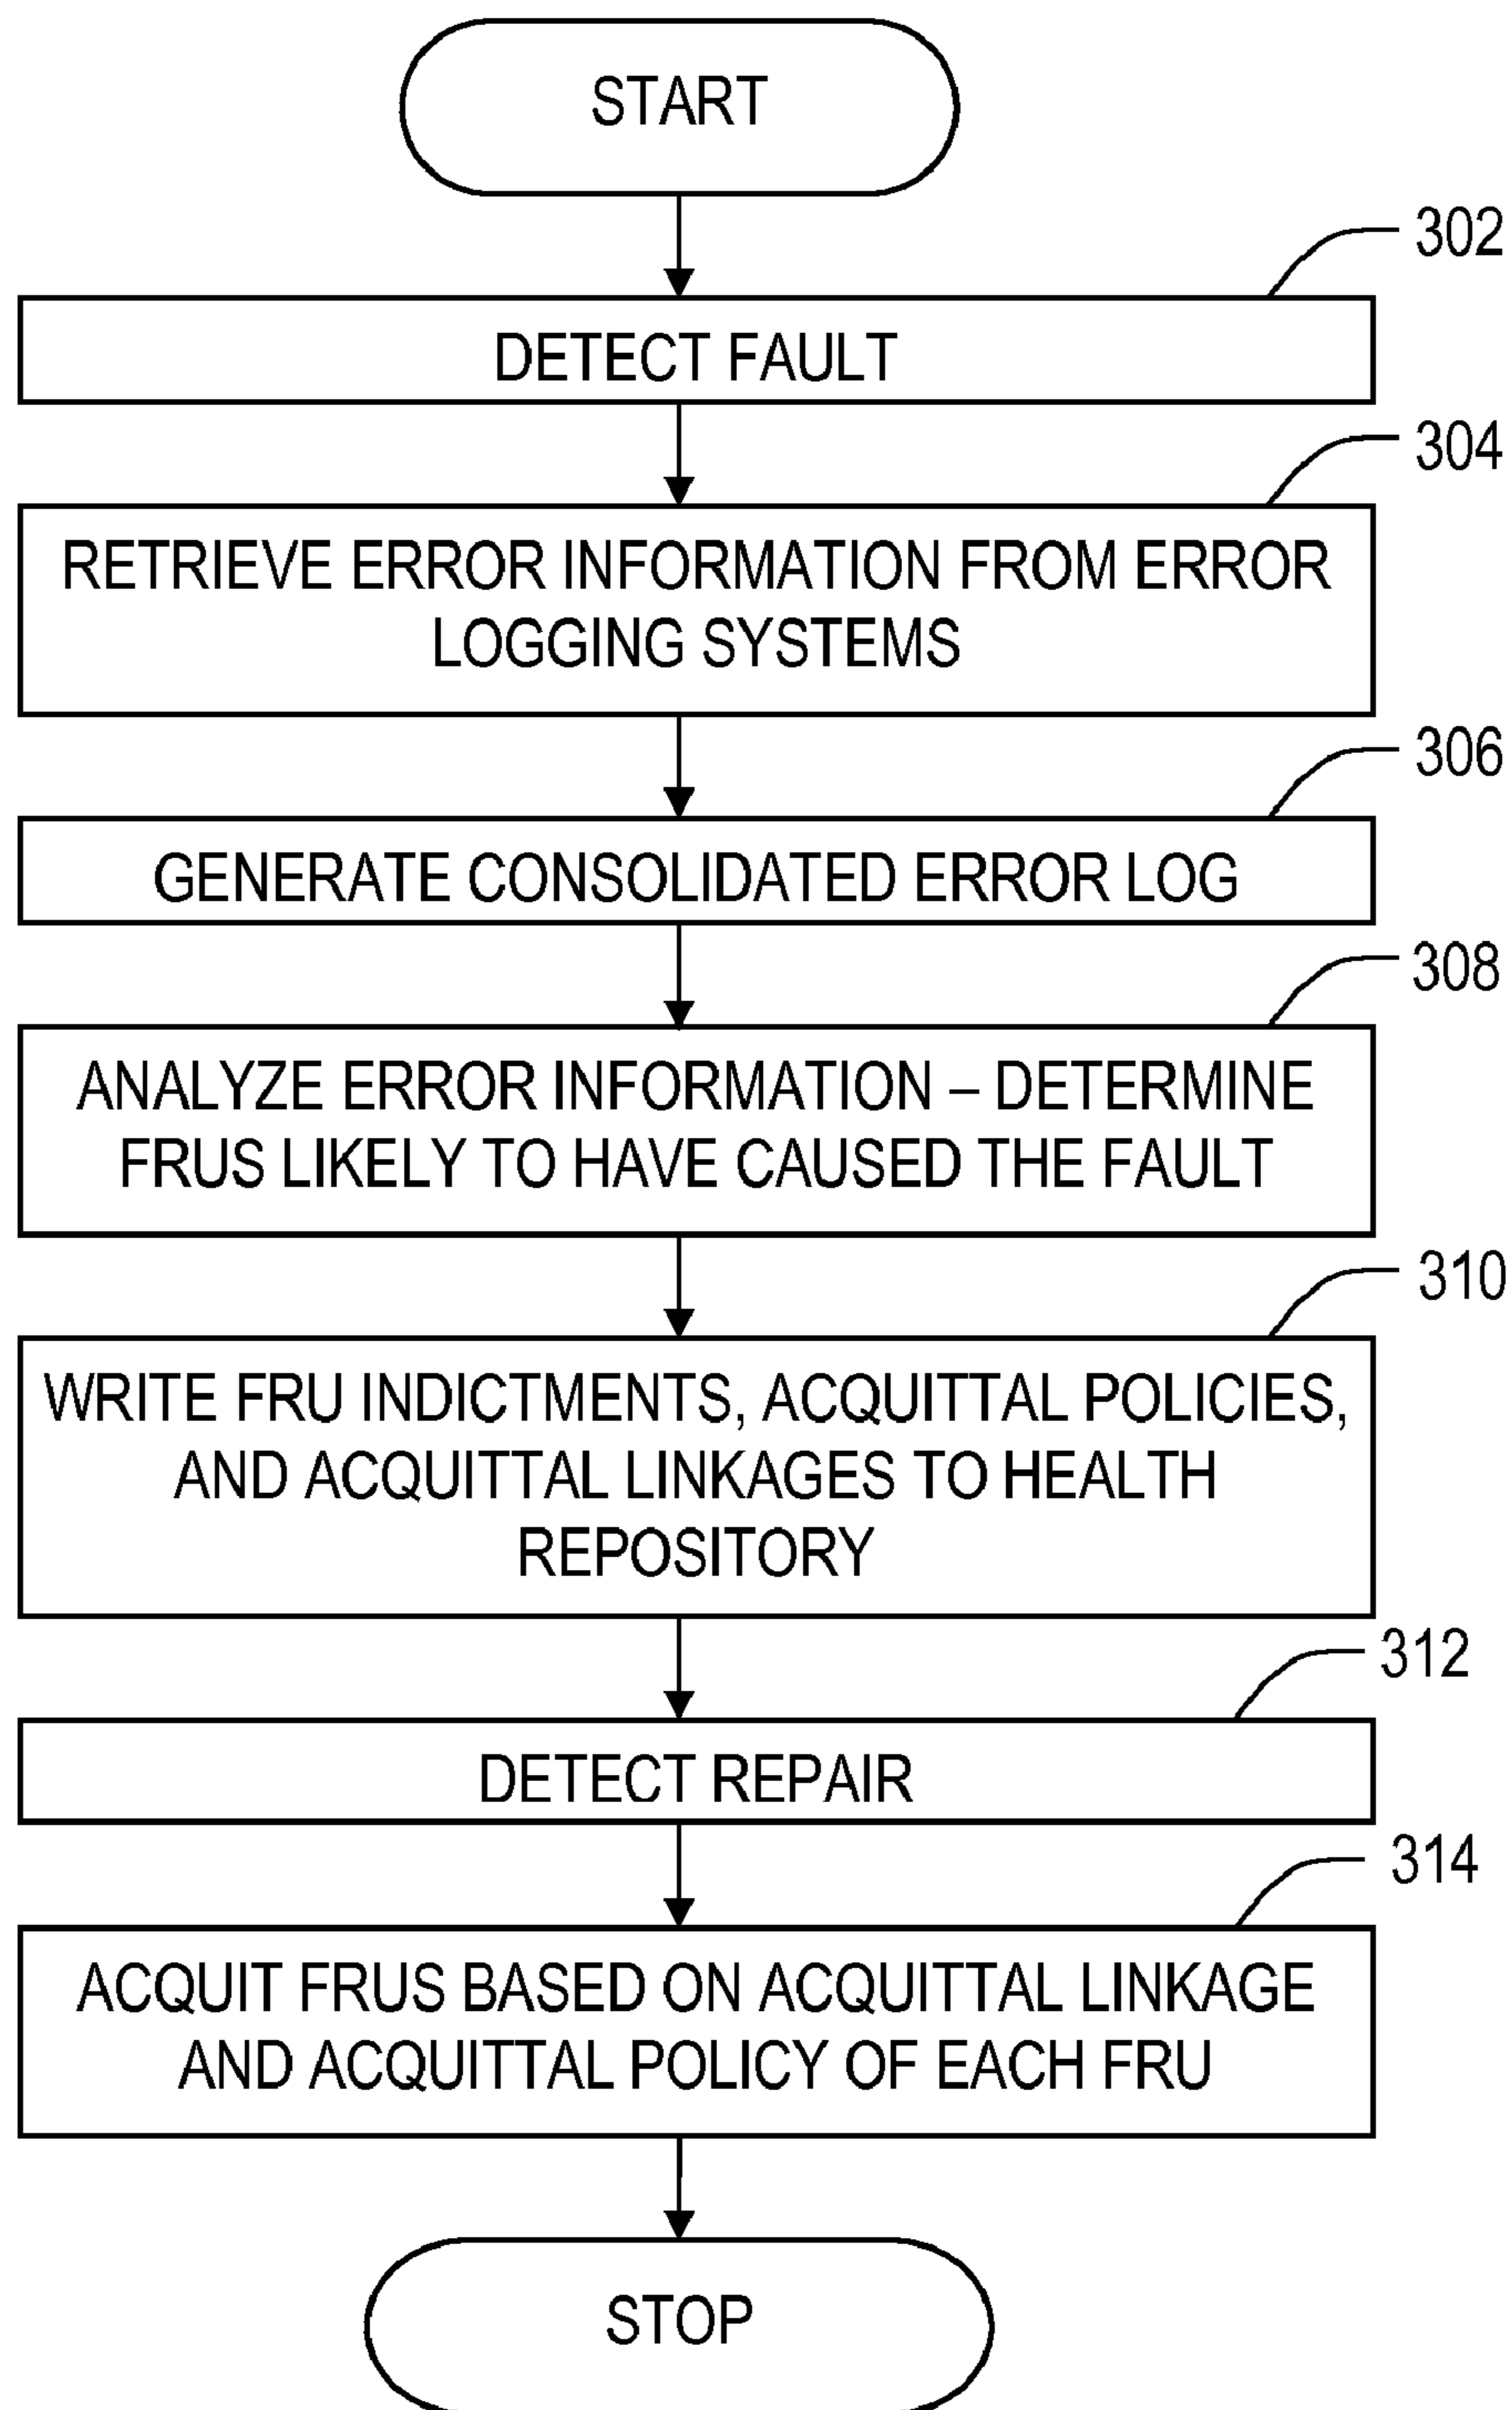 START
302
DETECT FAULT
304
RETRIEVE ERROR INFORMATION FROM ERROR
LOGGING SYSTEMS
306
GENERATE CONSOLIDATED ERROR LOG
308
ANALYZE ERROR INFORMATION – DETERMINE
FRUS LIKELY TO HAVE CAUSED THE FAULT
310
WRITE FRU INDICTMENTS, ACQUITTAL POLICIES,
AND ACQUITTAL LINKAGES TO HEALTH
REPOSITORY
312
DETECT REPAIR
314
ACQUIT FRUS BASED ON ACQUITTAL LINKAGE
AND ACQUITTAL POLICY OF EACH FRU
STOP